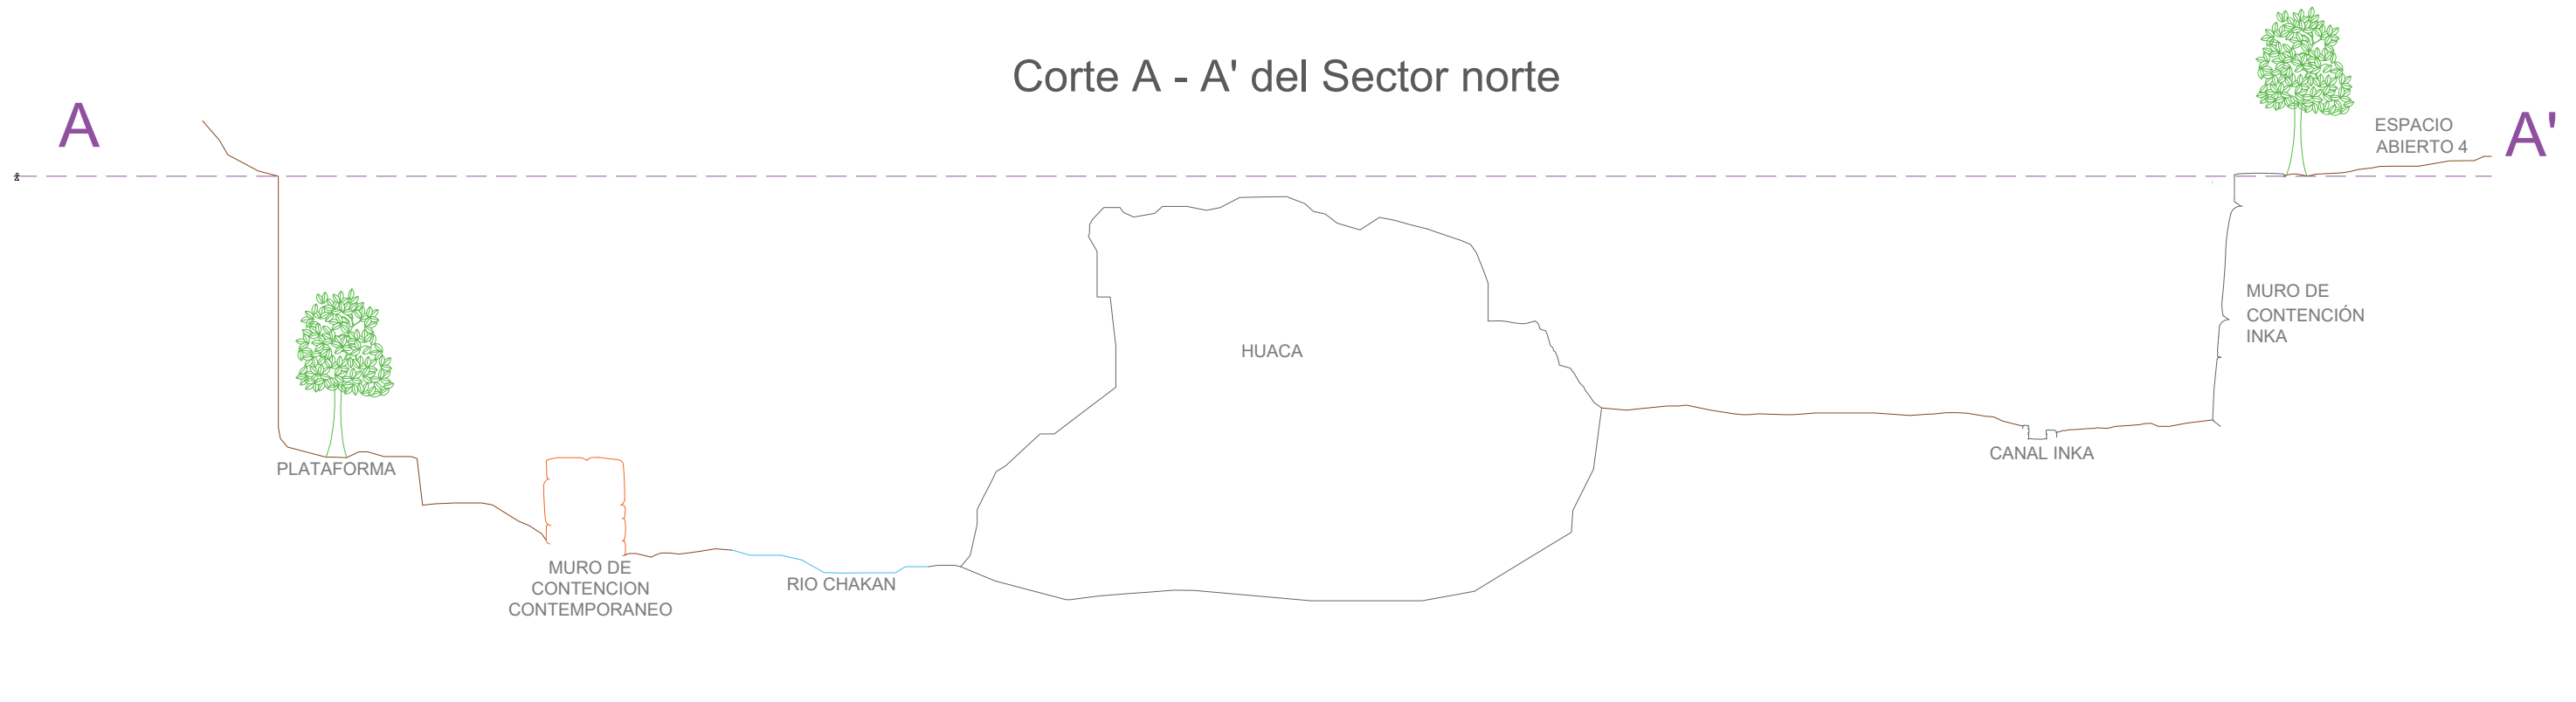 Corte A - A' del Sector norte
A
A'
ESPACIO
ABIERTO 4
MURO DE
CONTENCIÓN
INKA
HUACA
CANAL INKA
PLATAFORMA
MURO DE
CONTENCION
CONTEMPORANEO
RIO CHAKAN